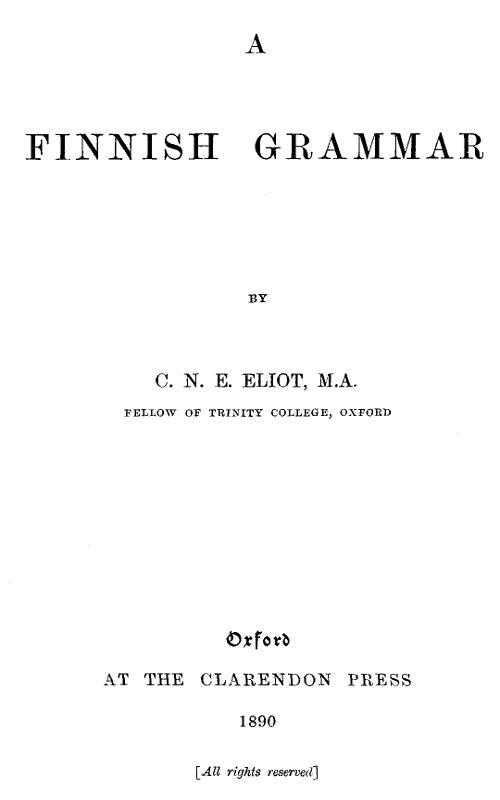 A
FINNISH GRAMMAR
BY
C. N. E. ELIOT, M.A.
FELLOW OF TRINITY COLLEGE, OXFORD
Oxford
AT THE CLARENDON PRESS
1890
[All rights reserved]